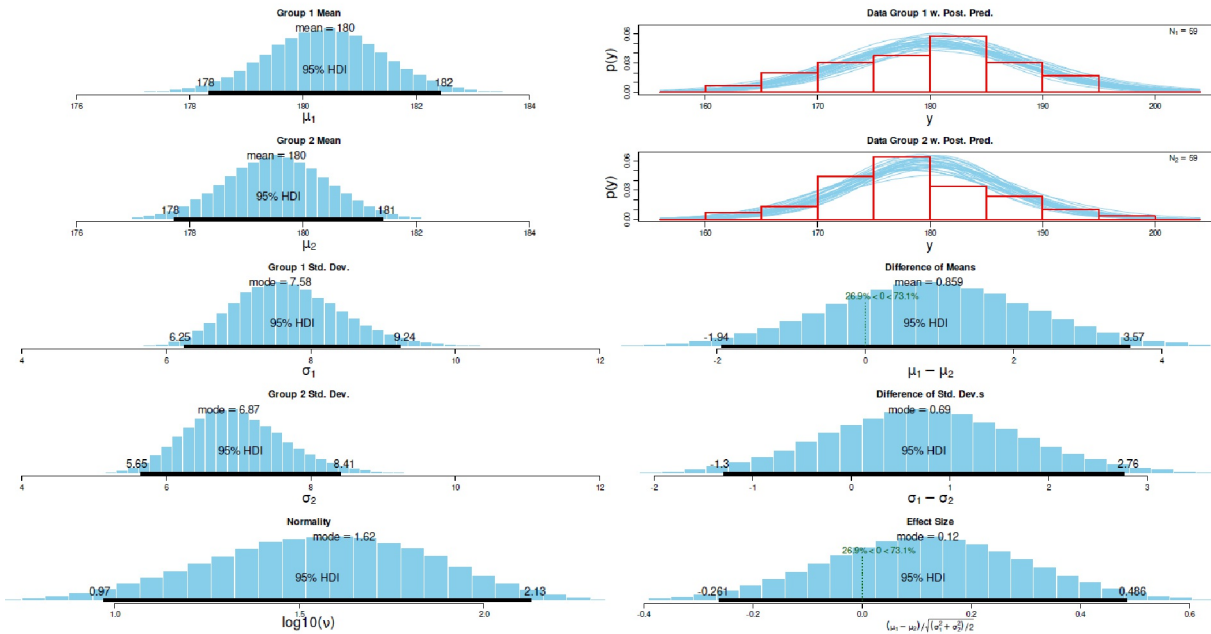 Group 1 Mean
mean = 180
95% HDI
178 182
176 178 180 182 184
μ1
Data Group 1 w. Post. Pred.
N1 = 59
p(y)
0.00 0.03 0.06
160 170 180 190 200
y
Group 2 Mean
mean = 180
95% HDI
178 181
176 178 180 182 184
μ2
Data Group 2 w. Post. Pred.
N2 = 59
p(y)
0.00 0.03 0.06
160 170 180 190 200
y
Group 1 Std. Dev.
mode = 7.58
95% HDI
6.25 9.24
4 6 8 10 12
σ1
Difference of Means
mean = 0.859
26.9% < 0 < 73.1%
95% HDI
-1.94 3.57
-2 0 2 4
μ1 − μ2
Group 2 Std. Dev.
mode = 6.87
95% HDI
5.65 8.41
4 6 8 10 12
σ2
Difference of Std. Dev.s
mode = 0.69
95% HDI
-1.3 2.76
-2 -1 0 1 2 3
σ1 − σ2
Normality
mode = 1.62
95% HDI
0.97 2.13
1.0 1.5 2.0
log10(ν)
Effect Size
mode = 0.12
26.9% < 0 < 73.1%
95% HDI
-0.261 0.486
-0.4 -0.2 0.0 0.2 0.4 0.6
(μ1 − μ2)/√(σ1² + σ2²)/2